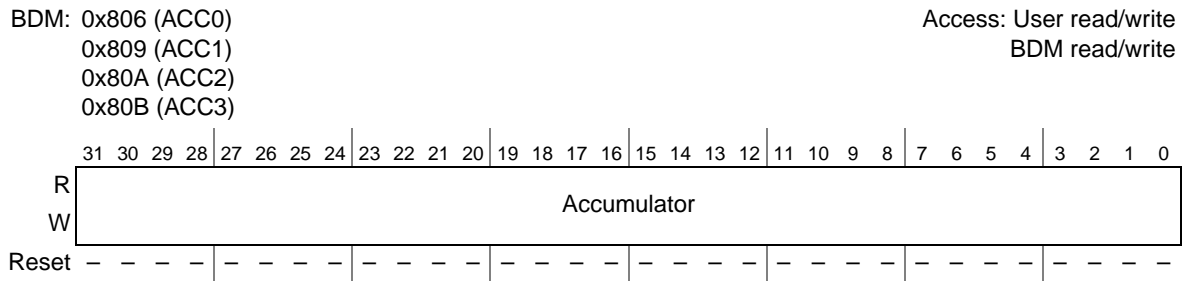 BDM: 0x806 (ACC0) Access: User read/write
0x809 (ACC1) BDM read/write
0x80A (ACC2)
0x80B (ACC3)
31 30 29 28 27 26 25 24 23 22 21 20 19 18 17 16 15 14 13 12 11 10 9 8 7 6 5 4 3 2 1 0
R
Accumulator
W
Reset – – – – – – – – – – – – – – – – – – – – – – – – – – – – – – – –